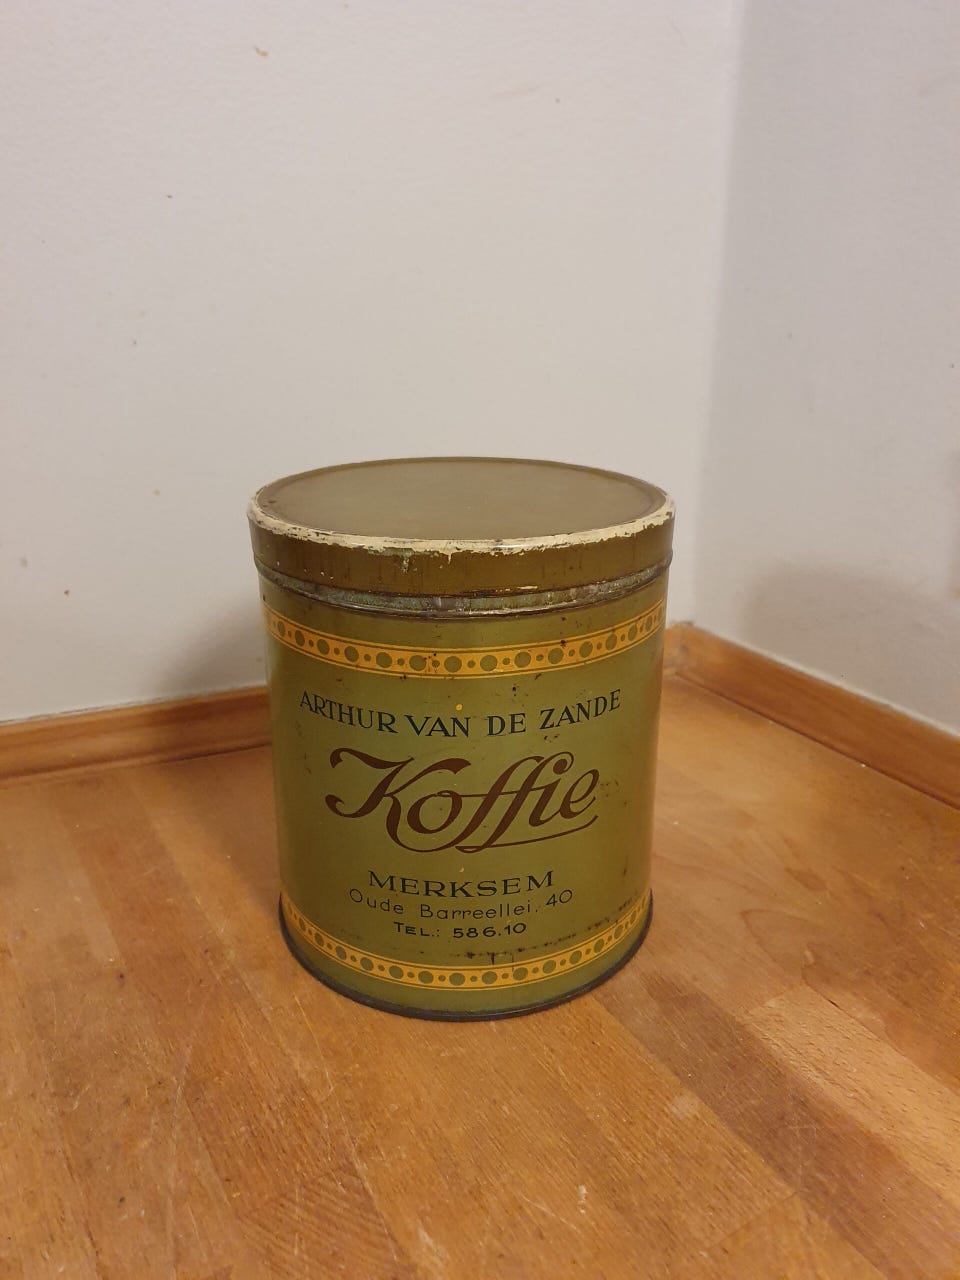 ARTHUR VAN DE ZANDE
Koffie
MERKSEM
Oude Barreellei. 40
TEL.: 586.10